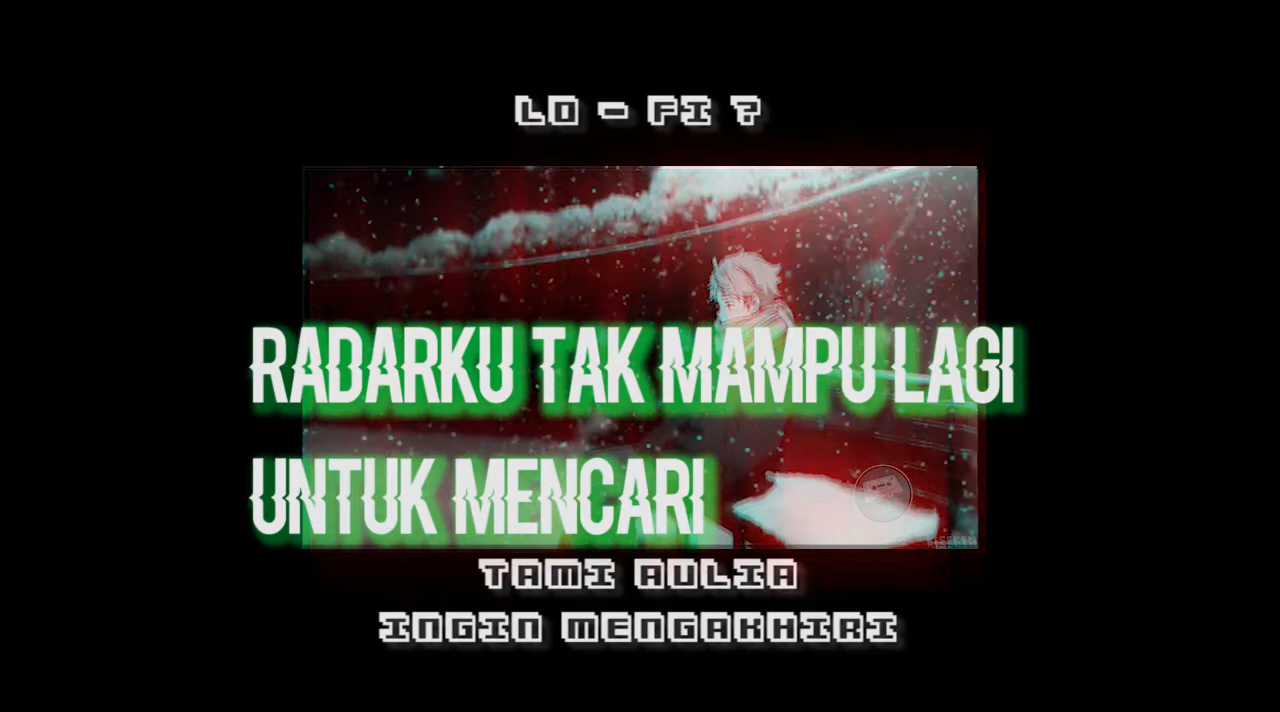 LO - FI ?
RADARKU TAK MAMPU LAGI
UNTUK MENCARI
TAMI AULIA
INGIN MENGAKHIRI